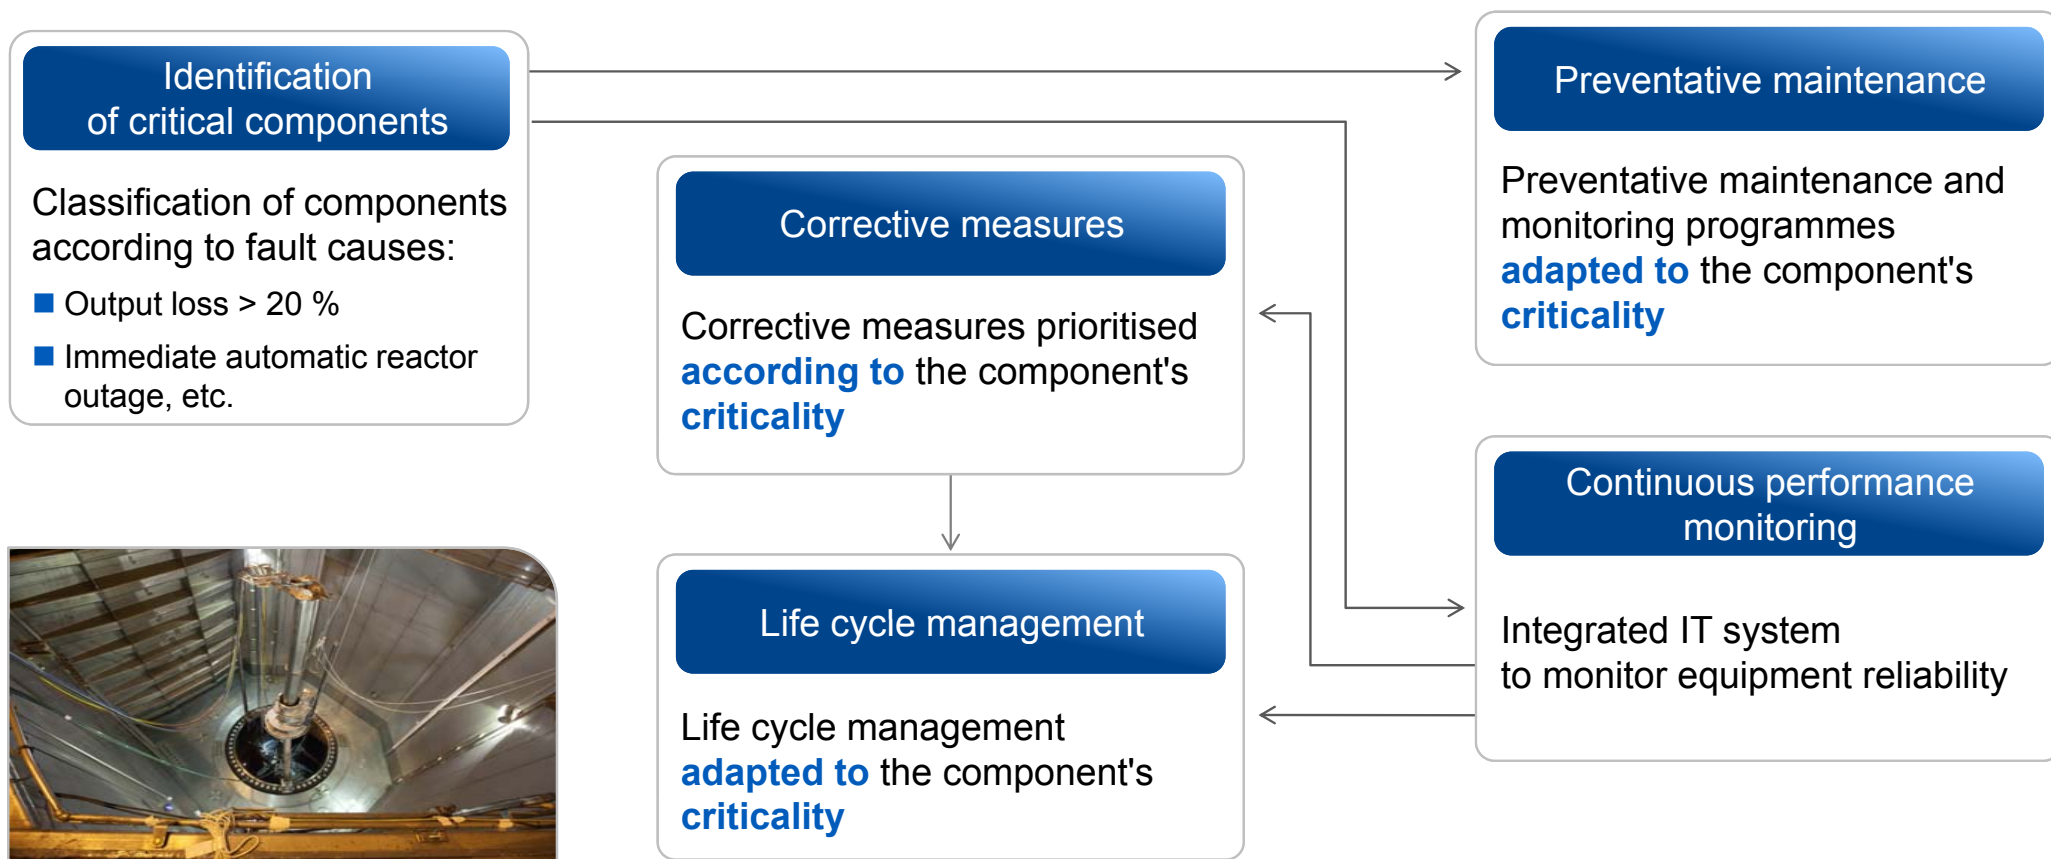 Identification
of critical components
Classification of components
according to fault causes:
Output loss > 20 %
Immediate automatic reactor
outage, etc.
Corrective measures
Corrective measures prioritised
according to the component's
criticality
Life cycle management
Life cycle management
adapted to the component's
criticality
Preventative maintenance
Preventative maintenance and
monitoring programmes
adapted to the component's
criticality
Continuous performance
monitoring
Integrated IT system
to monitor equipment reliability